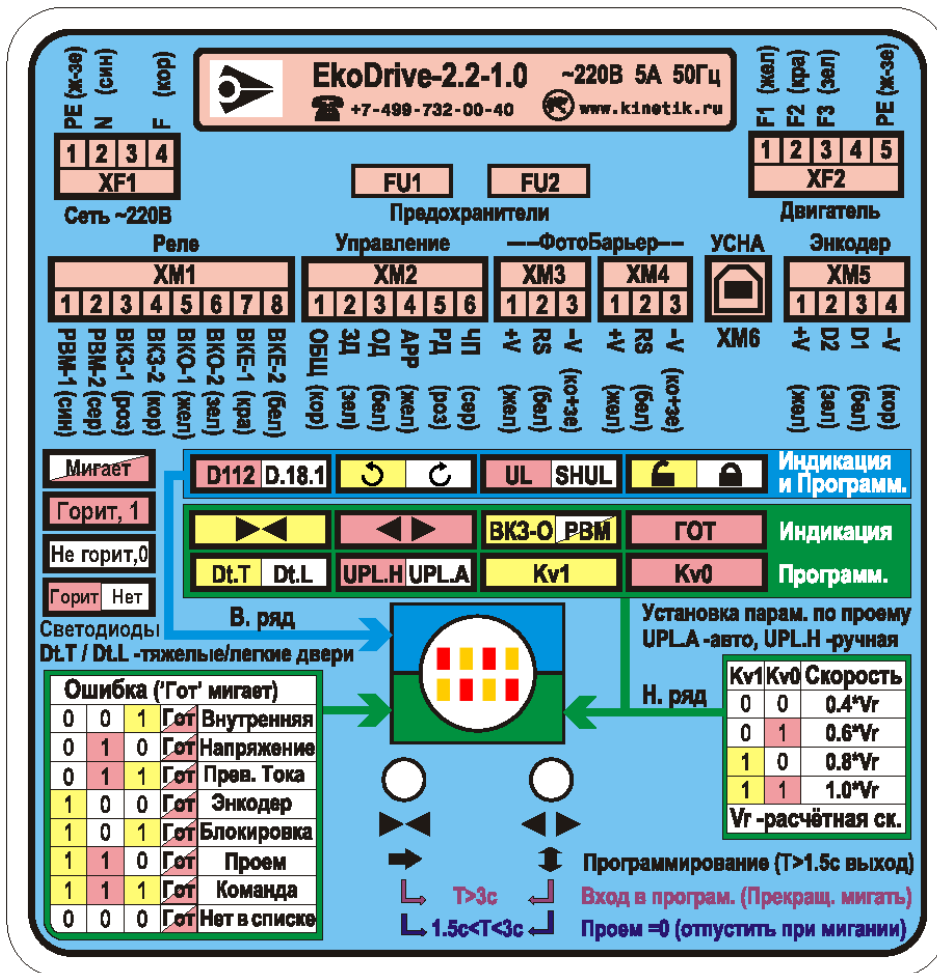 PE (ж-зе)
N (син)
F (кор)
EkoDrive-2.2-1.0 ~220В 5А 50Гц
+7-499-732-00-40 www.kinetik.ru
F1 (жел)
F2 (кра)
F3 (зел)
PE (ж-зе)
1 2 3 4
XF1
Сеть ~220В
FU1 FU2
Предохранители
1 2 3 4 5
XF2
Двигатель
Реле
XM1
1 2 3 4 5 6 7 8
РВМ-1 (син)
РВМ-2 (сер)
ВКЗ-1 (роз)
ВКЗ-2 (кор)
ВКО-1 (жел)
ВКО-2 (зел)
ВКЕ-1 (кра)
ВКЕ-2 (бел)
Управление
XM2
1 2 3 4 5 6
ОБЩ (кор)
ЗД (зел)
ОД (бел)
АРР (жел)
РД (роз)
ЧП (сер)
----ФотоБарьер---
XM3
1 2 3
+V (жел)
RS (бел)
-V (ко+зе)
XM4
1 2 3
+V (жел)
RS (бел)
-V (ко+зе)
УСНА
XM6
Энкодер
XM5
1 2 3 4
+V (жел)
D2 (зел)
D1 (бел)
-V (кор)
Мигает
Горит, 1
Не горит,0
Горит Нет
Светодиоды
Dt.T / Dt.L -тяжелые/легкие двери
D112 D.18.1 UL SHUL
Индикация
и Программ.
ВКЗ-О РВМ ГОТ Индикация
Dt.T Dt.L UPL.H UPL.A Kv1 Kv0 Программ.
В. ряд
Установка парам. по проему
UPL.A -авто, UPL.H -ручная
Н. ряд
Ошибка ('Гот' мигает)
0 0 1 Гот Внутренняя
0 1 0 Гот Напряжение
0 1 1 Гот Прев. Тока
1 0 0 Гот Энкодер
1 0 1 Гот Блокировка
1 1 0 Гот Проем
1 1 1 Гот Команда
0 0 0 Гот Нет в списке
Kv1 Kv0 Скорость
0 0 0.4*Vr
0 1 0.6*Vr
1 0 0.8*Vr
1 1 1.0*Vr
Vr -расчётная ск.
Программирование (T>1.5с выход)
T>3с Вход в програм. (Прекращ. мигать)
1.5с<T<3с Проем =0 (отпустить при мигании)